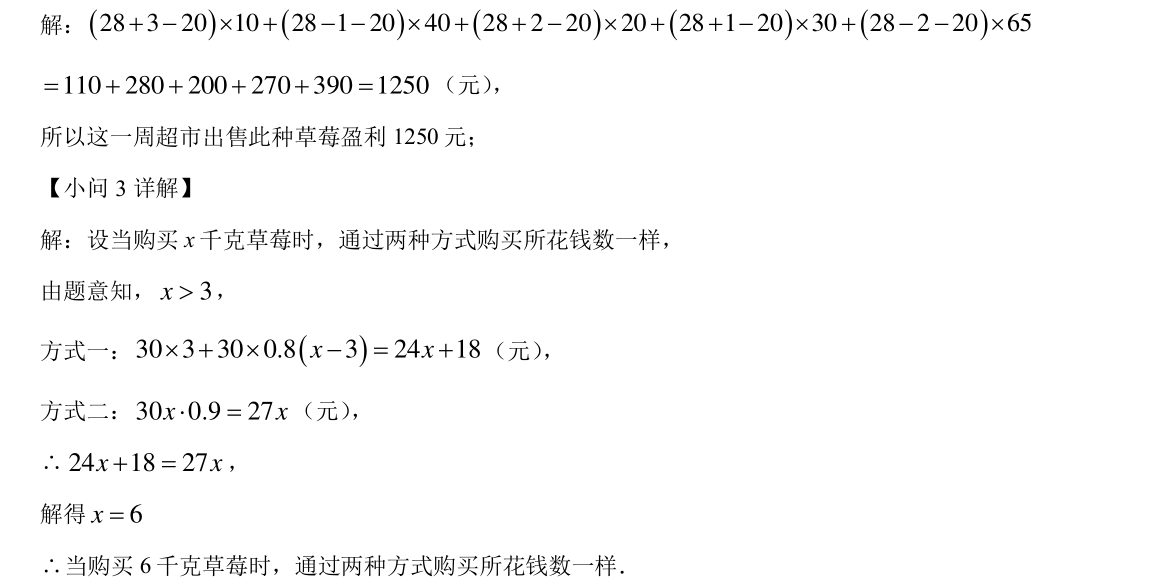 解：(28+3−20)×10+(28−1−20)×40+(28+2−20)×20+(28+1−20)×30+(28−2−20)×65
=110+280+200+270+390=1250（元），
所以这一周超市出售此种草莓盈利 1250 元；
【小问 3 详解】
解：设当购买 x 千克草莓时，通过两种方式购买所花钱数一样，
由题意知， x>3，
方式一：30×3+30×0.8(x−3)=24x+18（元），
方式二：30x·0.9=27x（元），
∴ 24x+18=27x，
解得 x=6
∴当购买 6 千克草莓时，通过两种方式购买所花钱数一样．